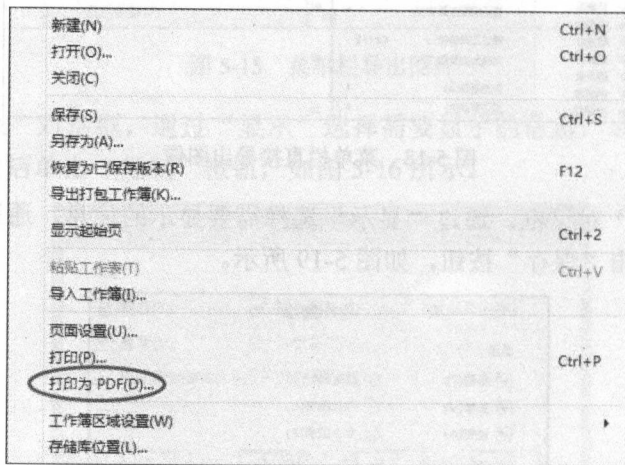 新建(N) Ctrl+N
打开(O)... Ctrl+O
关闭(C)
保存(S) Ctrl+S
另存为(A)...
恢复为已保存版本(R) F12
导出打包工作簿(K)...
显示起始页 Ctrl+2
粘贴工作表(T) Ctrl+V
导入工作簿(I)...
页面设置(U)...
打印(P)... Ctrl+P
打印为 PDF(D)...
工作簿区域设置(W)
存储库位置(L)...